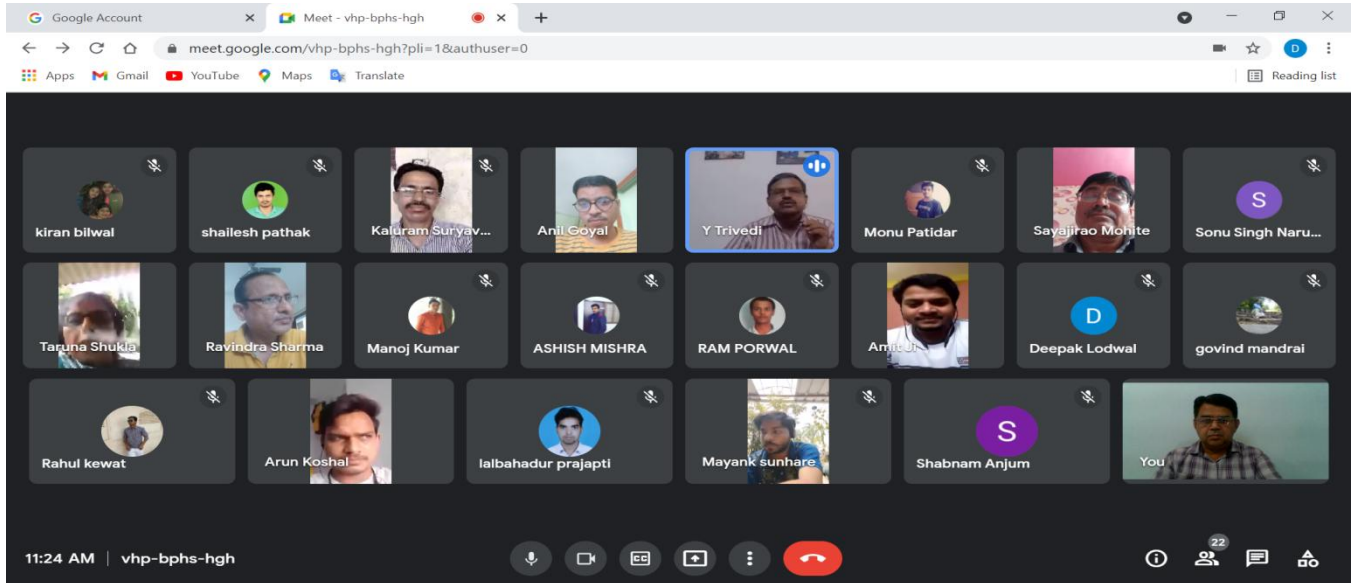 G Google Account Meet - vhp-bphs-hgh
meet.google.com/vhp-bphs-hgh?pli=1&authuser=0 D
Apps Gmail YouTube Maps Translate Reading list
kiran bilwal shailesh pathak Kaluram Suryav... Anil Goyal Y Trivedi Monu Patidar Sayajirao Mohite S Sonu Singh Naru...
Taruna Shukla Ravindra Sharma Manoj Kumar ASHISH MISHRA RAM PORWAL Amit Ji D Deepak Lodwal govind mandrai
Rahul kewat Arun Koshal lalbahadur prajapti Mayank sunhare S Shabnam Anjum You
11:24 AM | vhp-bphs-hgh CC 22